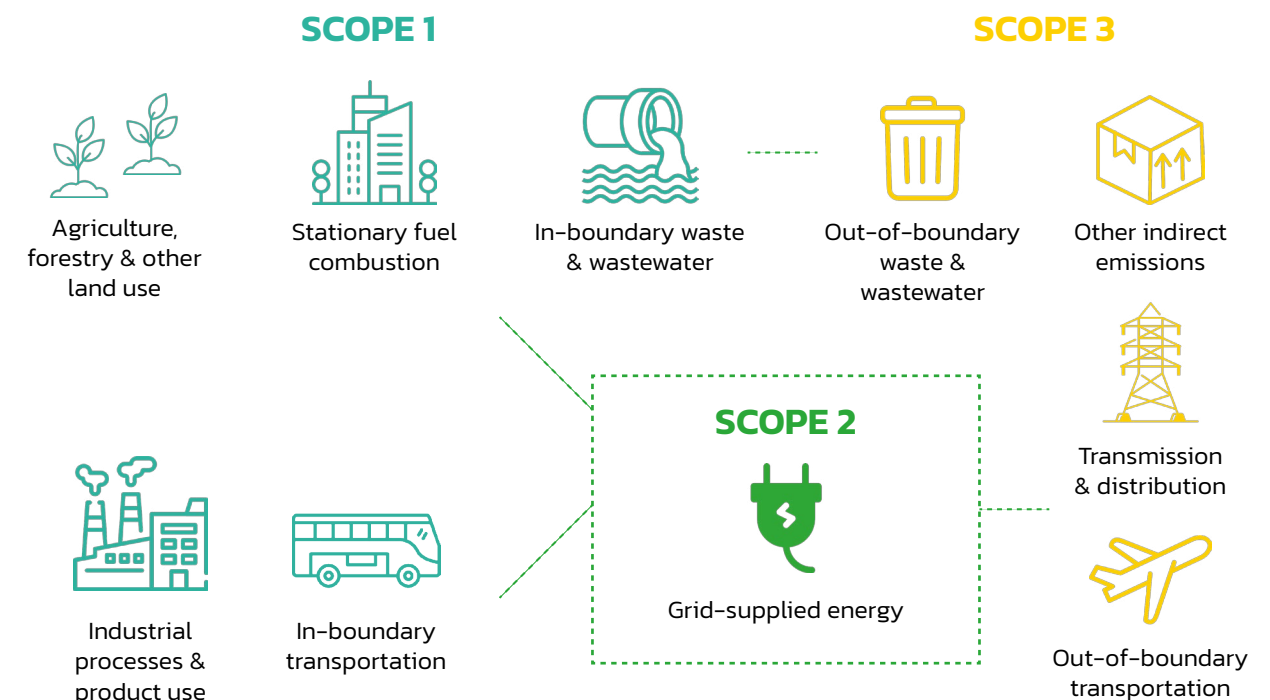 SCOPE 1
SCOPE 3
Agriculture,
forestry & other
land use
Stationary fuel
combustion
In-boundary waste
& wastewater
Out-of-boundary
waste &
wastewater
Other indirect
emissions
SCOPE 2
Grid-supplied energy
Transmission
& distribution
Industrial
processes &
product use
In-boundary
transportation
Out-of-boundary
transportation